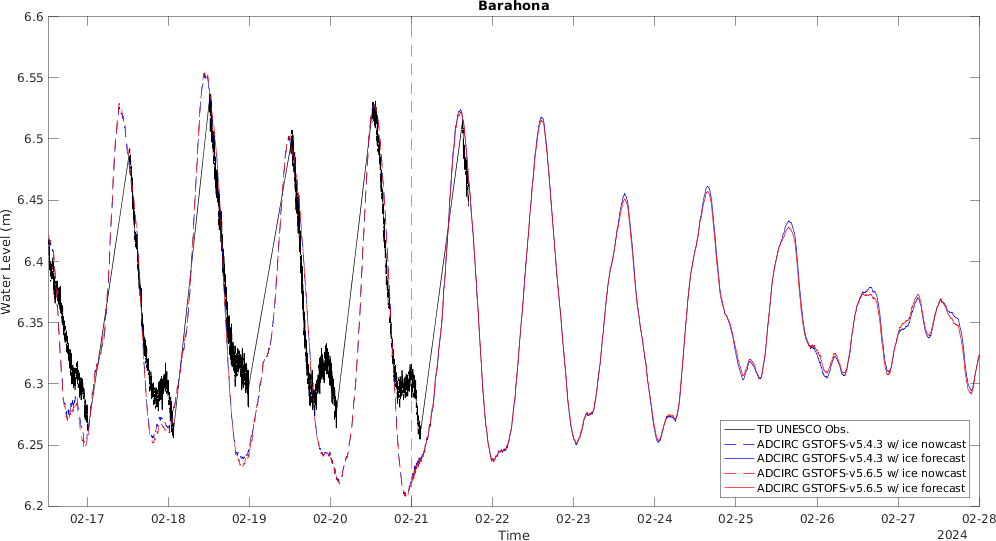 Barahona
6.6
6.55
6.5
6.45
6.4
6.35
6.3
6.25
6.2
Water Level (m)
TD UNESCO Obs.
ADCIRC GSTOFS-v5.4.3 w/ ice nowcast
ADCIRC GSTOFS-v5.4.3 w/ ice forecast
ADCIRC GSTOFS-v5.6.5 w/ ice nowcast
ADCIRC GSTOFS-v5.6.5 w/ ice forecast
02-17 02-18 02-19 02-20 02-21 02-22 02-23 02-24 02-25 02-26 02-27 02-28
Time
2024